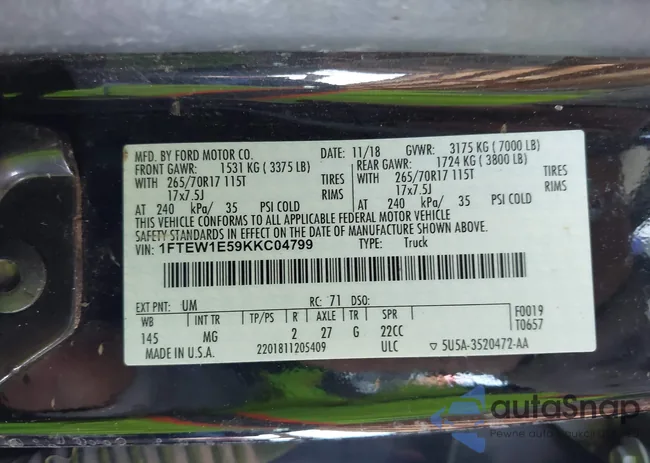 MFD. BY FORD MOTOR CO. DATE: 11/18 GVWR: 3175 KG ( 7000 LB)
FRONT GAWR: 1531 KG ( 3375 LB) REAR GAWR: 1724 KG ( 3800 LB)
WITH 265/70R17 115T TIRES WITH 265/70R17 115T TIRES
17x7.5J RIMS 17x7.5J RIMS
AT 240 kPa/ 35 PSI COLD AT 240 kPa/ 35 PSI COLD
THIS VEHICLE CONFORMS TO ALL APPLICABLE FEDERAL MOTOR VEHICLE
SAFETY STANDARDS IN EFFECT ON THE DATE OF MANUFACTURE SHOWN ABOVE.
VIN: 1FTEW1E59KKC04799 TYPE: Truck
EXT PNT: UM RC: 71 DSO: F0019
WB INT TR TP/PS R AXLE TR SPR T0657
145 MG 2 27 G 22CC
MADE IN U.S.A. 2201811205409 ULC ▽ 5U5A-3520472-AA
autaSnap